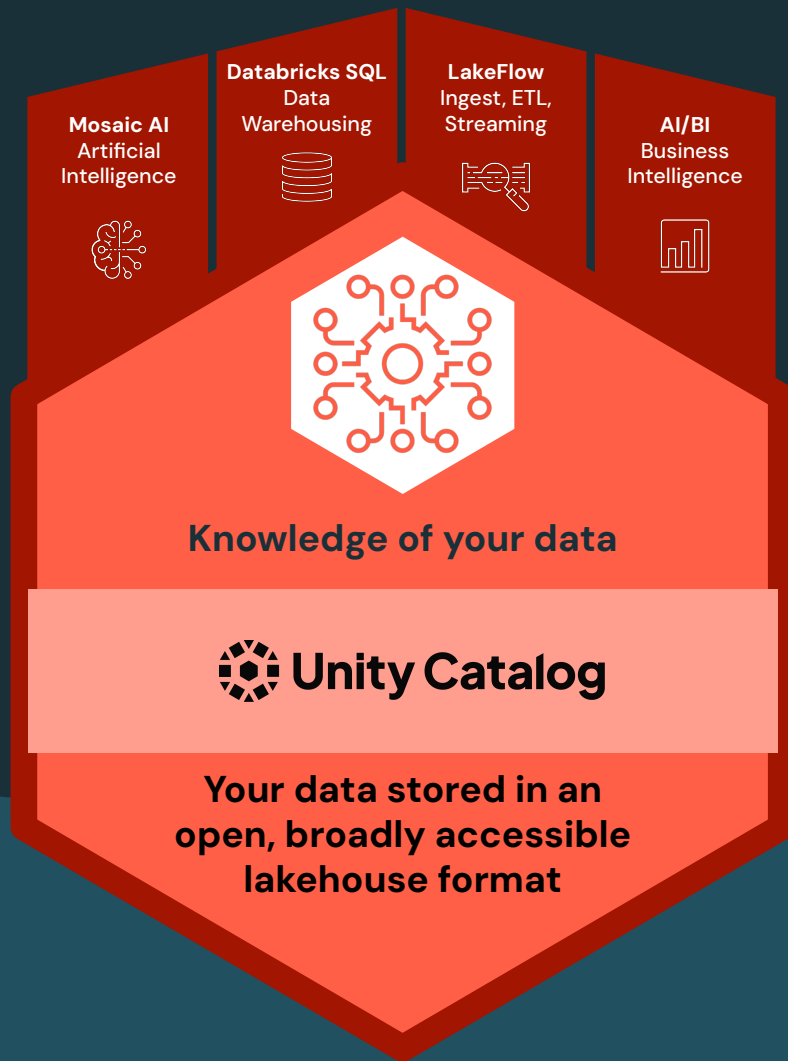 Mosaic AI
Artificial
Intelligence
Databricks SQL
Data
Warehousing
LakeFlow
Ingest, ETL,
Streaming
AI/BI
Business
Intelligence
Knowledge of your data
Unity Catalog
Your data stored in an
open, broadly accessible
lakehouse format